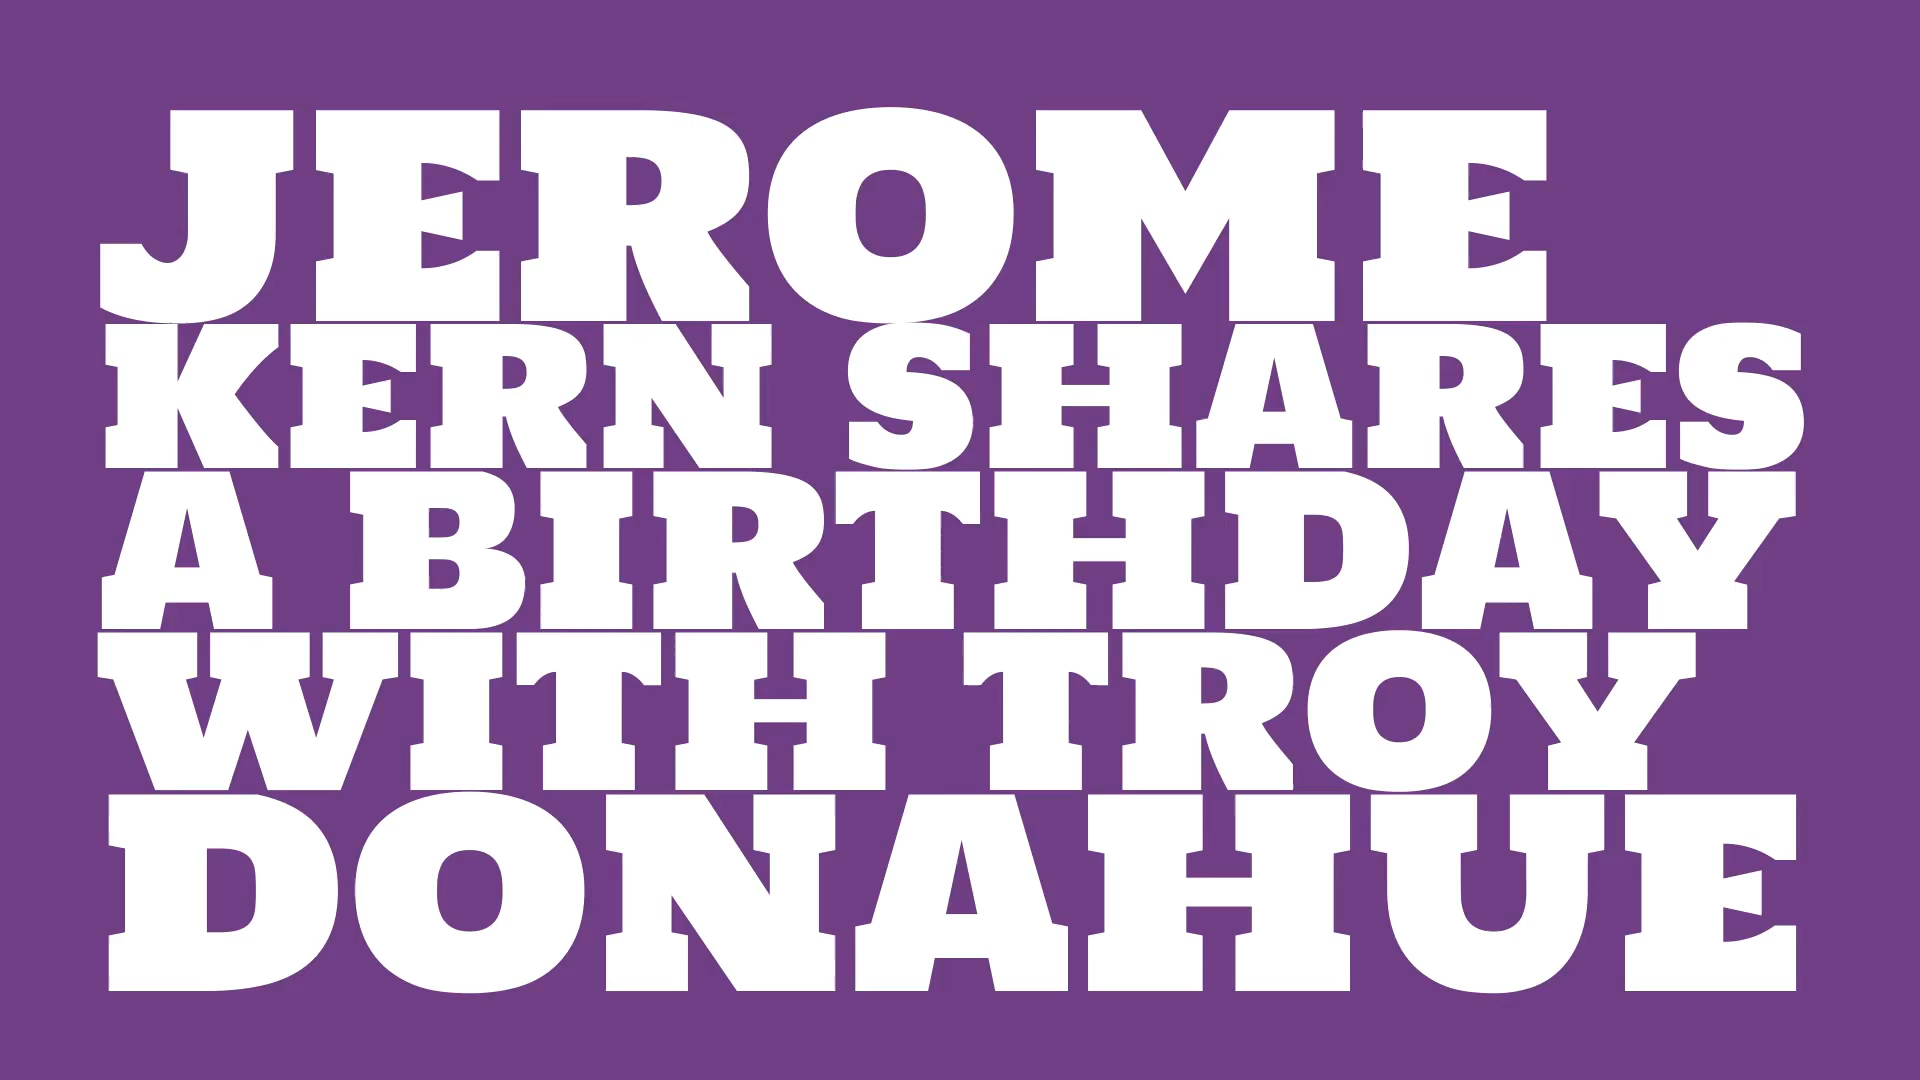 JEROME
KERN SHARES
A BIRTHDAY
WITH TROY
DONAHUE